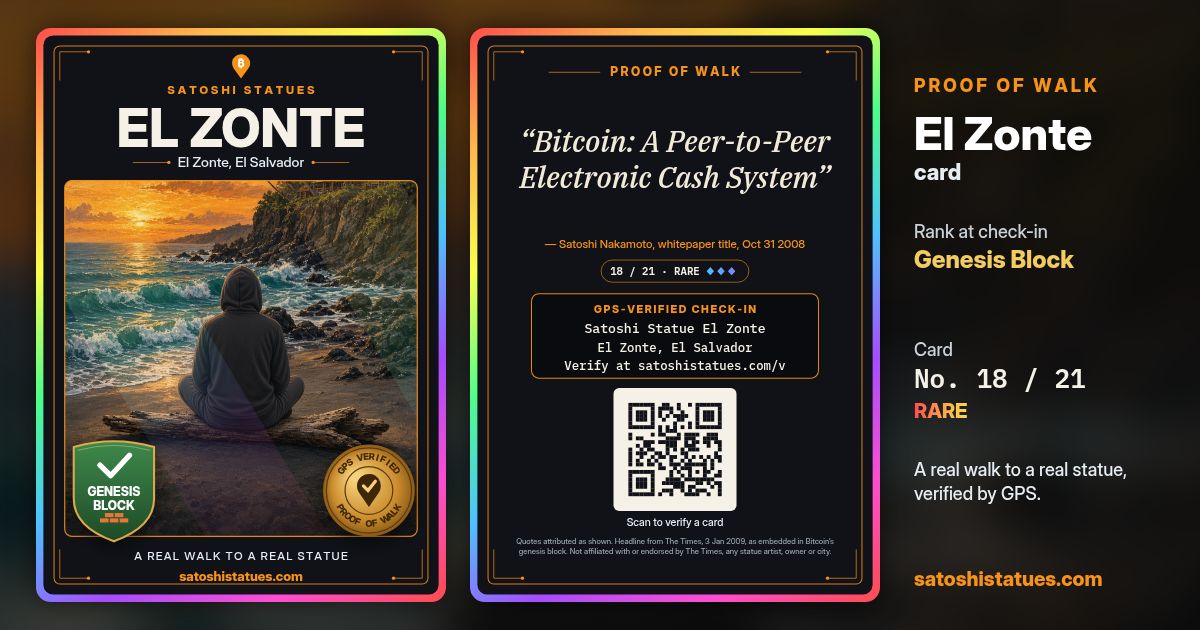 SATOSHI STATUES
EL ZONTE
El Zonte, El Salvador
GENESIS
BLOCK
GPS VERIFIED
PROOF OF WALK
A REAL WALK TO A REAL STATUE
satoshistatues.com
PROOF OF WALK
“Bitcoin: A Peer-to-Peer
Electronic Cash System”
— Satoshi Nakamoto, whitepaper title, Oct 31 2008
18 / 21 · RARE
GPS-VERIFIED CHECK-IN
Satoshi Statue El Zonte
El Zonte, El Salvador
Verify at satoshistatues.com/v
Scan to verify a card
Quotes attributed as shown. Headline from The Times, 3 Jan 2009, as embedded in Bitcoin's
genesis block. Not affiliated with or endorsed by The Times, any statue artist, owner or city.
PROOF OF WALK
El Zonte
card
Rank at check-in
Genesis Block
Card
No. 18 / 21
RARE
A real walk to a real statue,
verified by GPS.
satoshistatues.com